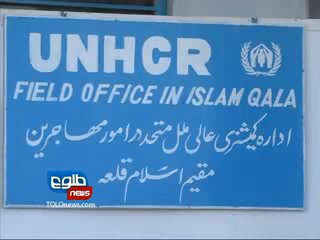 UNHCR
FIELD OFFICE IN ISLAM QALA
اداره کمیشنری عالی ملل متحد در امور مهاجرین
مقیم اسلام قلعه
طلوع
news
TOLOnews.com